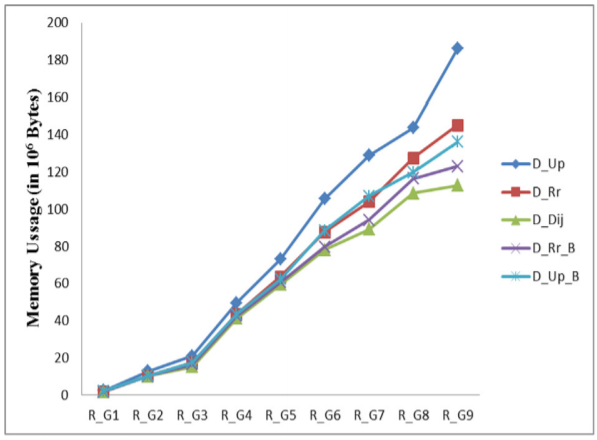 200
180
160
140
120
100
80
60
40
20
0
Memory Ussage (in 10⁶ Bytes)
R_G1 R_G2 R_G3 R_G4 R_G5 R_G6 R_G7 R_G8 R_G9
D_Up
D_Rr
D_Dij
D_Rr_B
D_Up_B